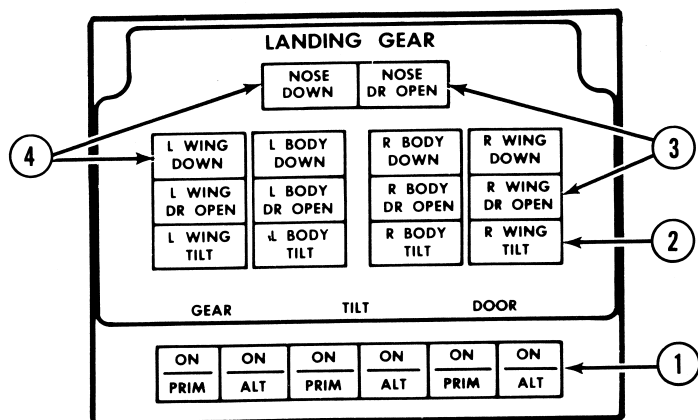 LANDING GEAR
NOSE DOWN
NOSE DR OPEN
4
3
L WING DOWN
L BODY DOWN
R BODY DOWN
R WING DOWN
L WING DR OPEN
L BODY DR OPEN
R BODY DR OPEN
R WING DR OPEN
L WING TILT
L BODY TILT
R BODY TILT
R WING TILT
2
GEAR TILT DOOR
ON PRIM
ON ALT
ON PRIM
ON ALT
ON PRIM
ON ALT
1